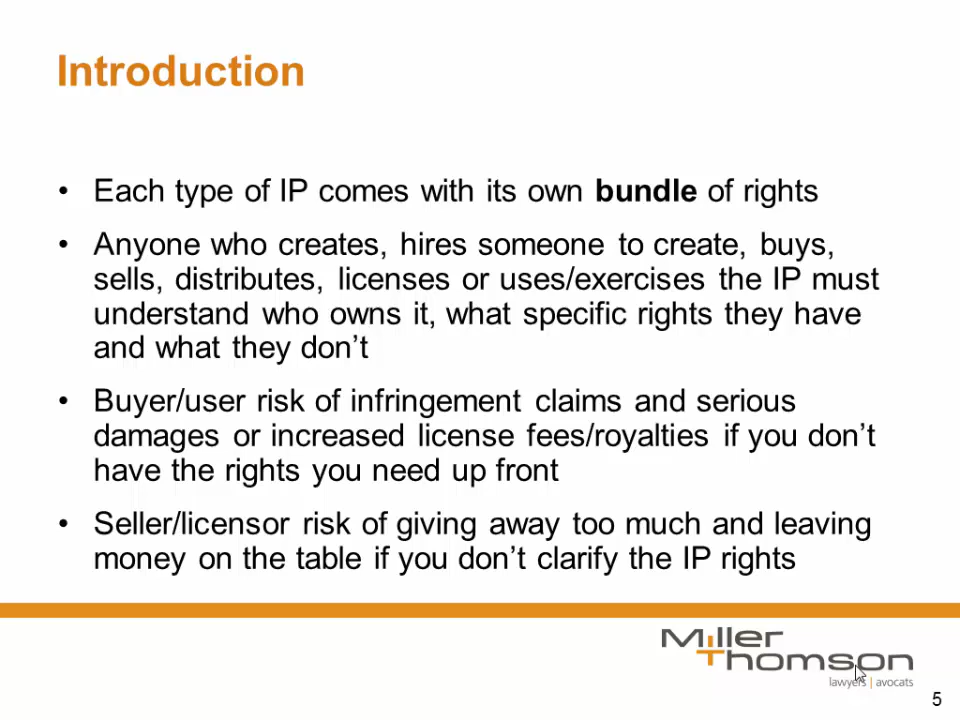 Introduction
• Each type of IP comes with its own bundle of rights
• Anyone who creates, hires someone to create, buys,
sells, distributes, licenses or uses/exercises the IP must
understand who owns it, what specific rights they have
and what they don’t
• Buyer/user risk of infringement claims and serious
damages or increased license fees/royalties if you don’t
have the rights you need up front
• Seller/licensor risk of giving away too much and leaving
money on the table if you don’t clarify the IP rights
Miller
Thomson
lawyers | avocats
5